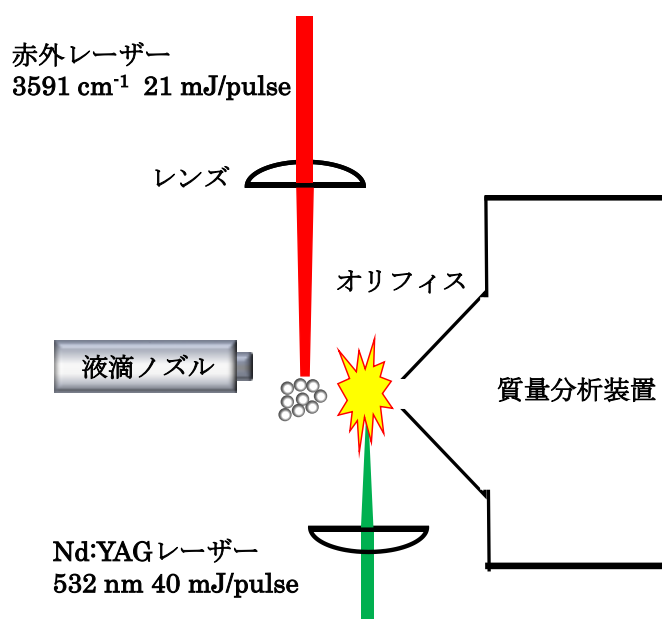 赤外レーザー
3591 cm⁻¹ 21 mJ/pulse
レンズ
オリフィス
液滴ノズル
質量分析装置
Nd:YAGレーザー
532 nm 40 mJ/pulse